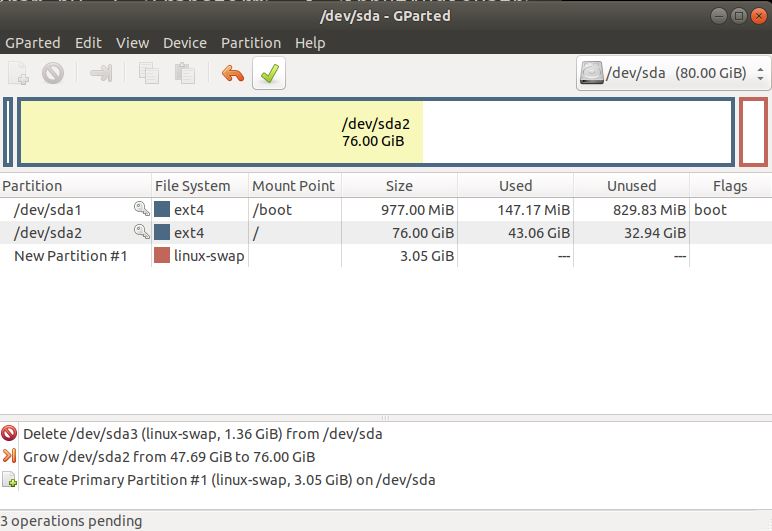 /dev/sda - GParted
GParted Edit View Device Partition Help
/dev/sda (80.00 GiB)
/dev/sda2
76.00 GiB
Partition File System Mount Point Size Used Unused Flags
/dev/sda1 ext4 /boot 977.00 MiB 147.17 MiB 829.83 MiB boot
/dev/sda2 ext4 / 76.00 GiB 43.06 GiB 32.94 GiB
New Partition #1 linux-swap 3.05 GiB --- ---
Delete /dev/sda3 (linux-swap, 1.36 GiB) from /dev/sda
Grow /dev/sda2 from 47.69 GiB to 76.00 GiB
Create Primary Partition #1 (linux-swap, 3.05 GiB) on /dev/sda
3 operations pending